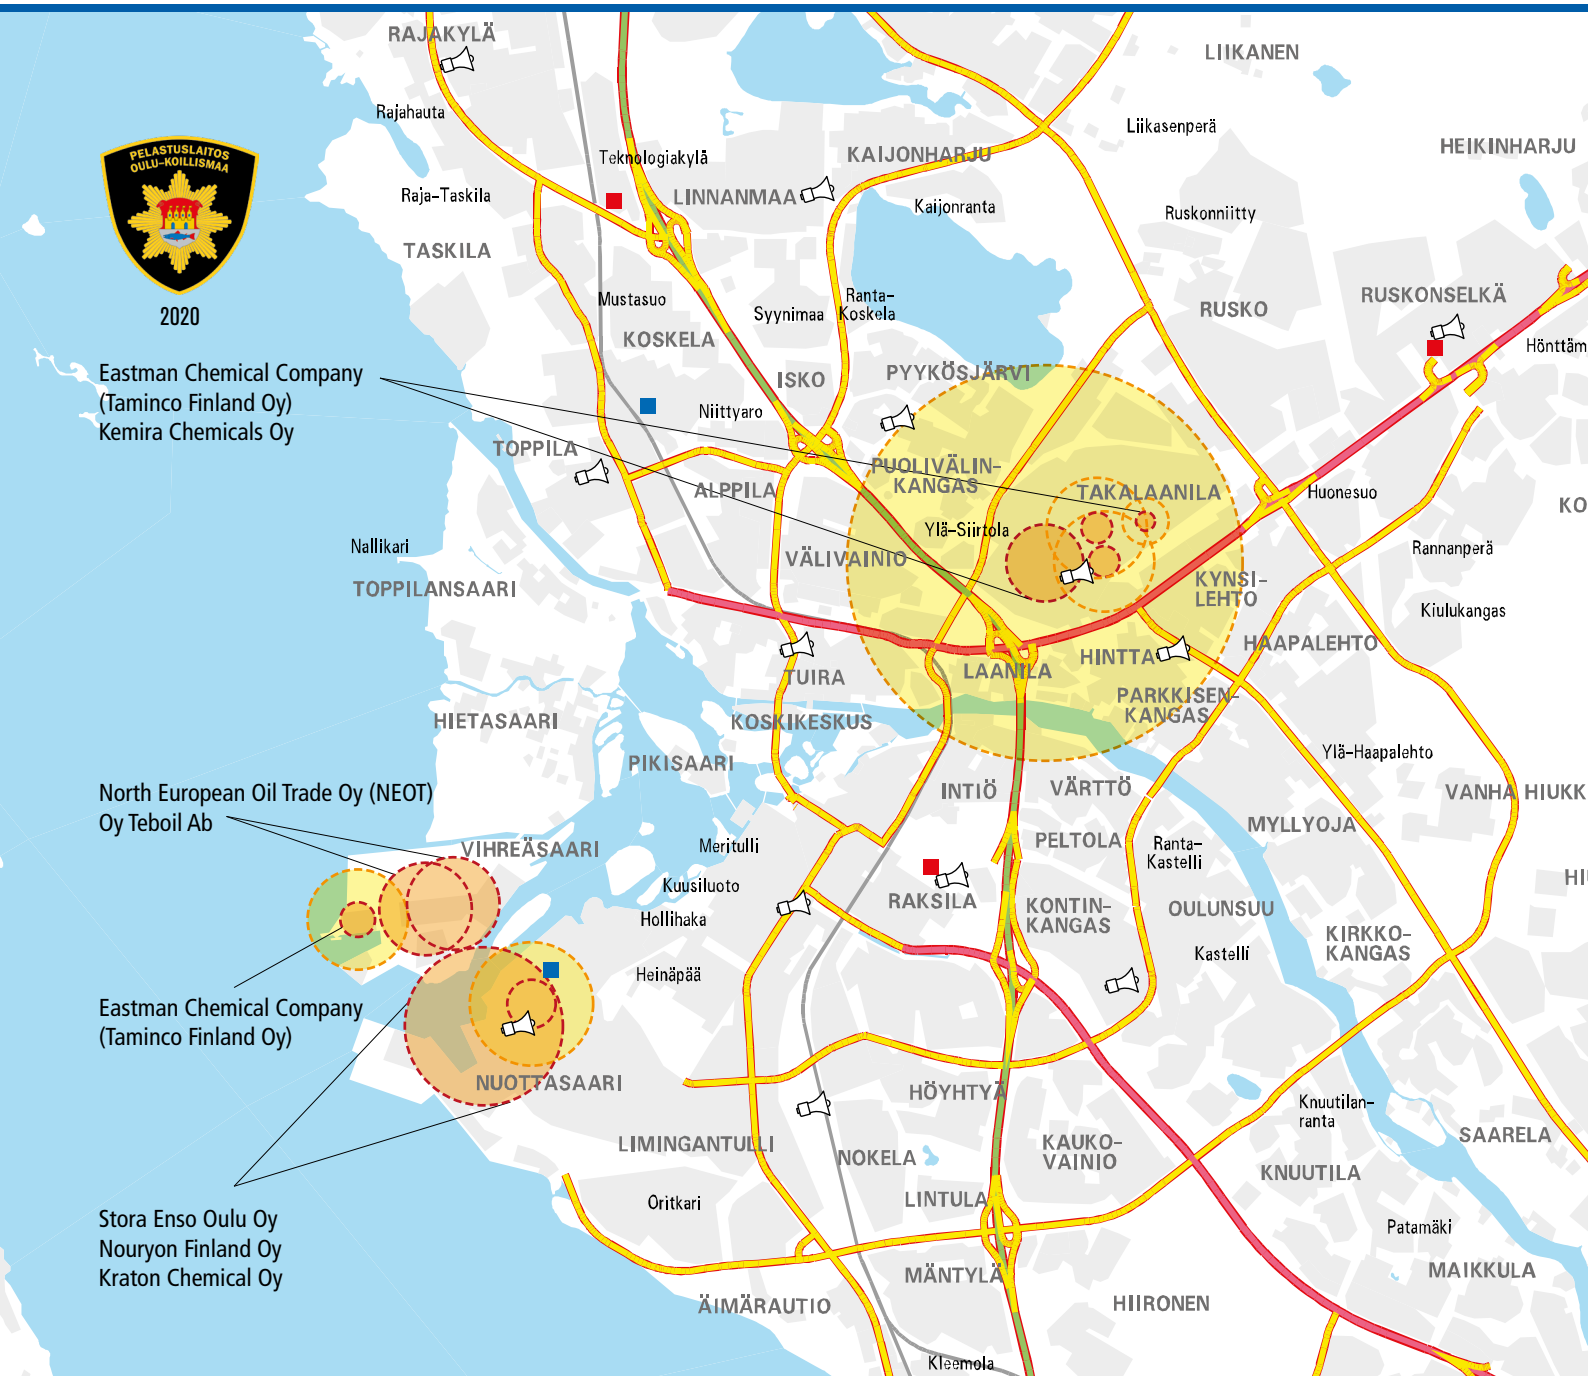 RAJAKYLÄ
LIIKANEN
Rajahauta
Liikasenperä
PELASTUSLAITOS
OULU-KOILLISMAA
HEIKINHARJU
Teknologiakylä
KAIJONHARJU
Raja-Taskila
LINNANMAA
Kaijonranta
Ruskonniitty
TASKILA
2020
Mustasuo
Syynimaa
Ranta-
Koskela
RUSKO
RUSKONSELKÄ
KOSKELA
Hönttäm
Eastman Chemical Company
(Taminco Finland Oy)
Kemira Chemicals Oy
ISKO
PYYKÖSJÄRVI
Niittyaro
TOPPILA
ALPPILA
PUOLIVÄLIN-
KANGAS
TAKALAANILA
Huonesuo
KO
Nallikari
Ylä-Siirtola
Rannanperä
TOPPILANSAARI
VÄLIVAINIO
KYNSI-
LEHTO
Kiulukangas
HAAPALEHTO
TUIRA
LAANILA
HINTTA
PARKKISEN-
KANGAS
HIETASAARI
KOSKIKESKUS
PIKISAARI
Ylä-Haapalehto
North European Oil Trade Oy (NEOT)
Oy Teboil Ab
INTIÖ
VÄRTTÖ
VANHA HIUKK
VIHREÄSAARI
Meritulli
PELTOLA
Ranta-
Kastelli
MYLLYOJA
Kuusiluoto
HIU
Hollihaka
RAKSILA
KONTIN-
KANGAS
OULUNSUU
KIRKKO-
KANGAS
Heinäpää
Kastelli
Eastman Chemical Company
(Taminco Finland Oy)
NUOTTASAARI
HÖYHTYÄ
Knuutilan-
ranta
LIMINGANTULLI
NOKELA
KAUKO-
VAINIO
SAARELA
KNUUTILA
Oritkari
LINTULA
Patamäki
Stora Enso Oulu Oy
Nouryon Finland Oy
Kraton Chemical Oy
MÄNTYLÄ
MAIKKULA
ÄIMÄRAUTIO
HIIRONEN
Kleemola